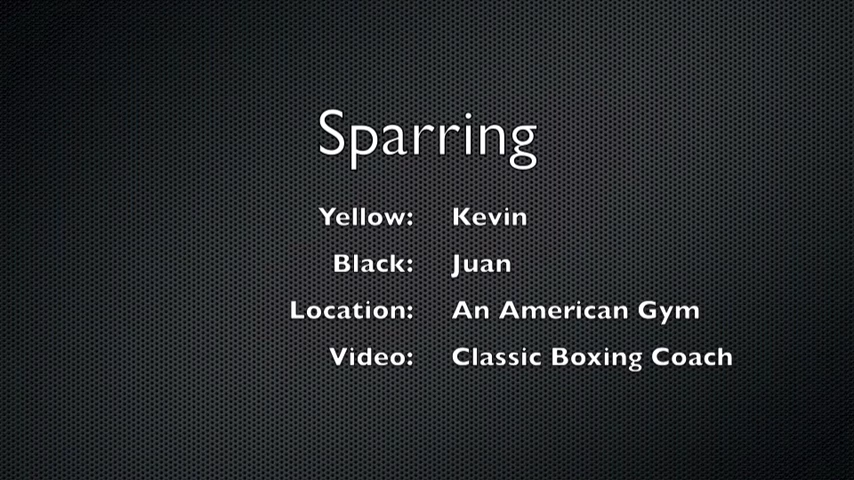 Sparring
Yellow: Kevin
Black: Juan
Location: An American Gym
Video: Classic Boxing Coach